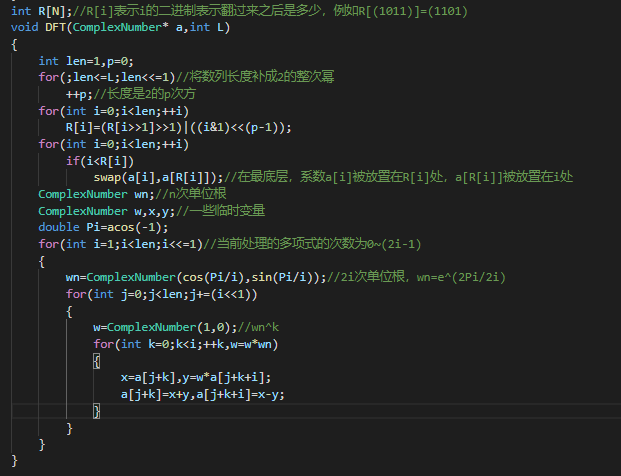 int R[N];//R[i]表示i的二进制表示翻过来之后是多少，例如R[(1011)]=(1101)
void DFT(ComplexNumber* a,int L)
{
    int len=1,p=0;
    for(;len<=L;len<<=1)//将数列长度补成2的整次幂
        ++p;//长度是2的p次方
    for(int i=0;i<len;++i)
        R[i]=(R[i>>1]>>1)|((i&1)<<(p-1));
    for(int i=0;i<len;++i)
        if(i<R[i])
            swap(a[i],a[R[i]]);//在最底层，系数a[i]被放置在R[i]处，a[R[i]]被放置在i处
    ComplexNumber wn;//n次单位根
    ComplexNumber w,x,y;//一些临时变量
    double Pi=acos(-1);
    for(int i=1;i<len;i<<=1)//当前处理的多项式的次数为0~(2i-1)
    {
        wn=ComplexNumber(cos(Pi/i),sin(Pi/i));//2i次单位根，wn=e^(2Pi/2i)
        for(int j=0;j<len;j+=(i<<1))
        {
            w=ComplexNumber(1,0);//wn^k
            for(int k=0;k<i;++k,w=w*wn)
            {
                x=a[j+k],y=w*a[j+k+i];
                a[j+k]=x+y,a[j+k+i]=x-y;
            }
        }
    }
}